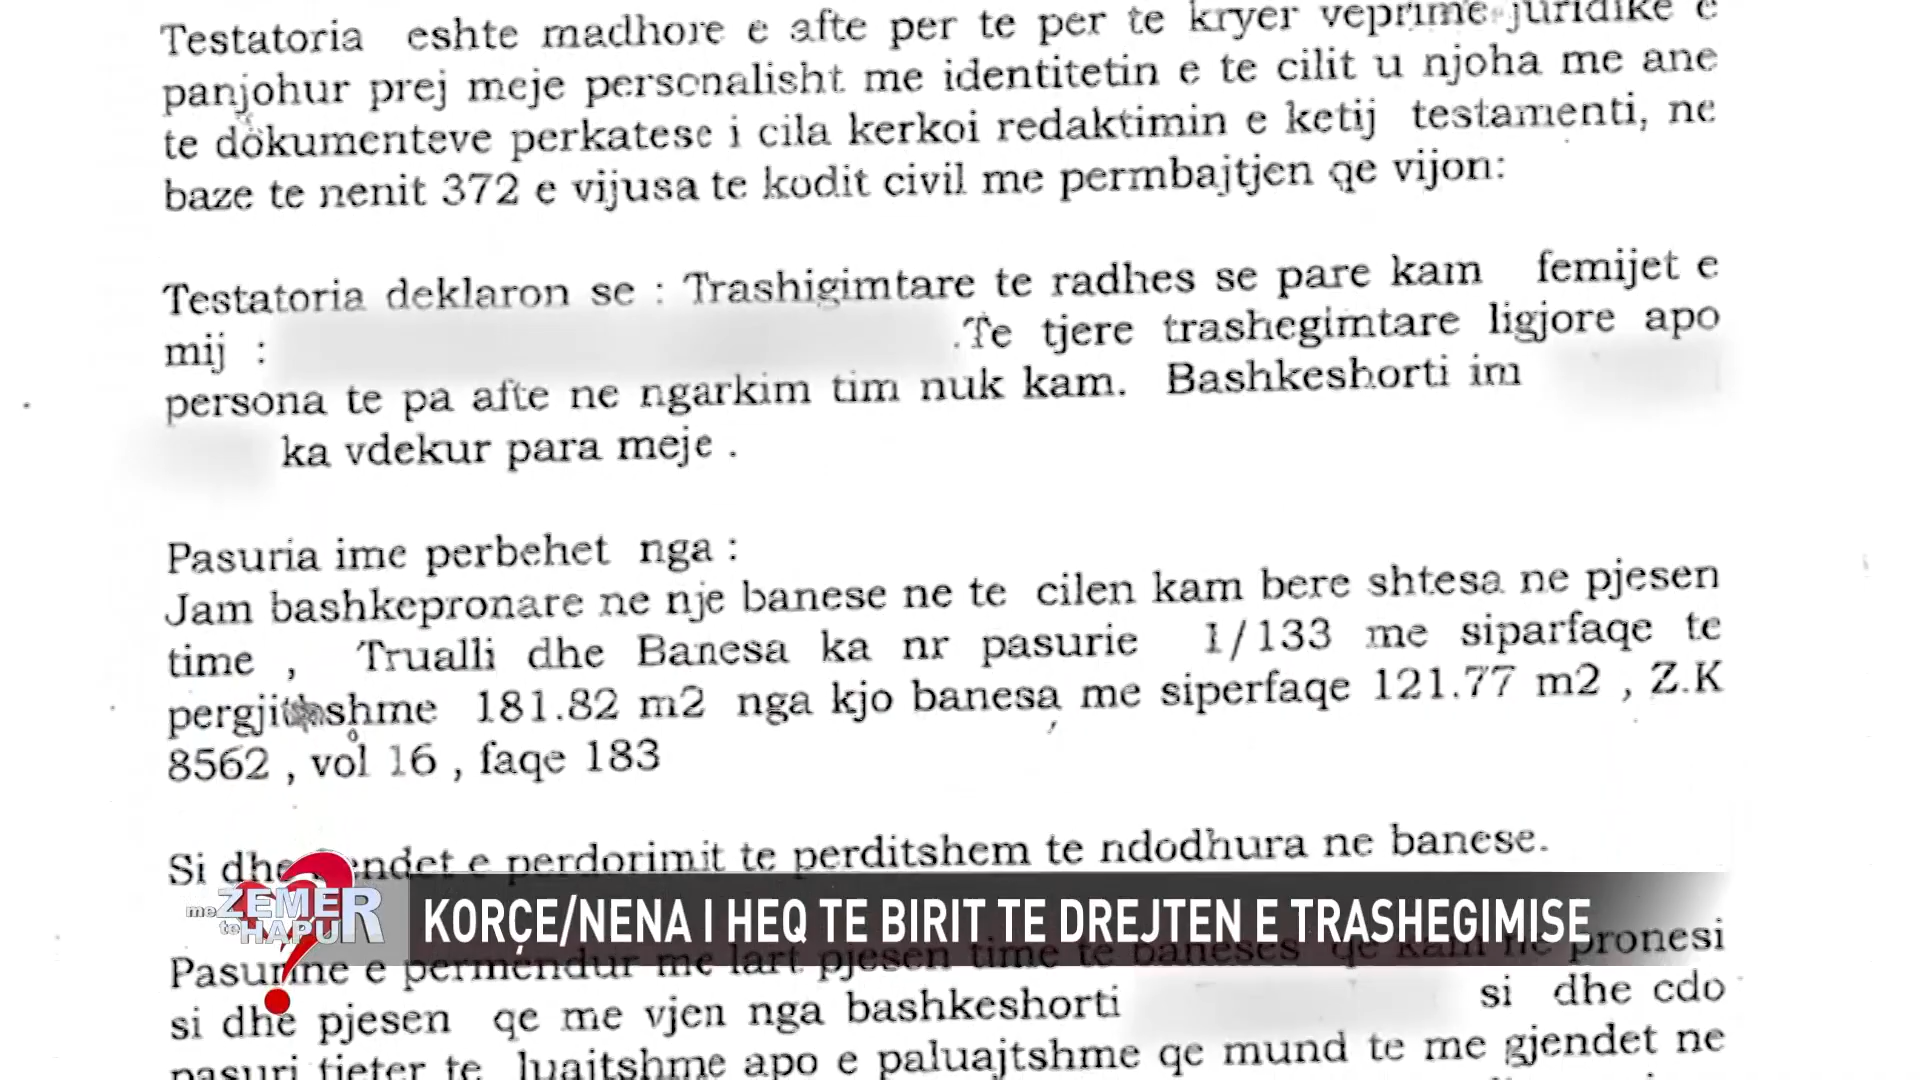 Testatoria eshte madhore e afte per te per te kryer veprime juridike e
panjohur prej meje personalisht me identitetin e te cilit u njoha me ane
te dokumenteve perkatese i cila kerkoi redaktimin e ketij testamenti, ne
baze te nenit 372 e vijusa te kodit civil me permbajtjen qe vijon:
Testatoria deklaron se : Trashigimtare te radhes se pare kam femijet e
mij : .Te tjere trashegimtare ligjore apo
persona te pa afte ne ngarkim tim nuk kam. Bashkeshorti im
ka vdekur para meje .
Pasuria ime perbehet nga :
Jam bashkepronare ne nje banese ne te cilen kam bere shtesa ne pjesen
time , Trualli dhe Banesa ka nr pasurie 1/133 me siparfaqe te
pergjitshshme 181.82 m2 nga kjo banesa me siperfaqe 121.77 m2 , Z.K
8562 , vol 16 , faqe 183
Si dhe sendet e perdorimit te perditshem te ndodhura ne banese.
me ZEMËR të HAPUR
KORÇE/NENA I HEQ TE BIRIT TE DREJTEN E TRASHEGIMISE
Pasurine e permendur me lart pjesen time te baneses qe kam ne pronesi
si dhe pjesen qe me vjen nga bashkeshorti si dhe cdo
pasuri tjeter te luajtshme apo e paluajtshme qe mund te me gjendet ne